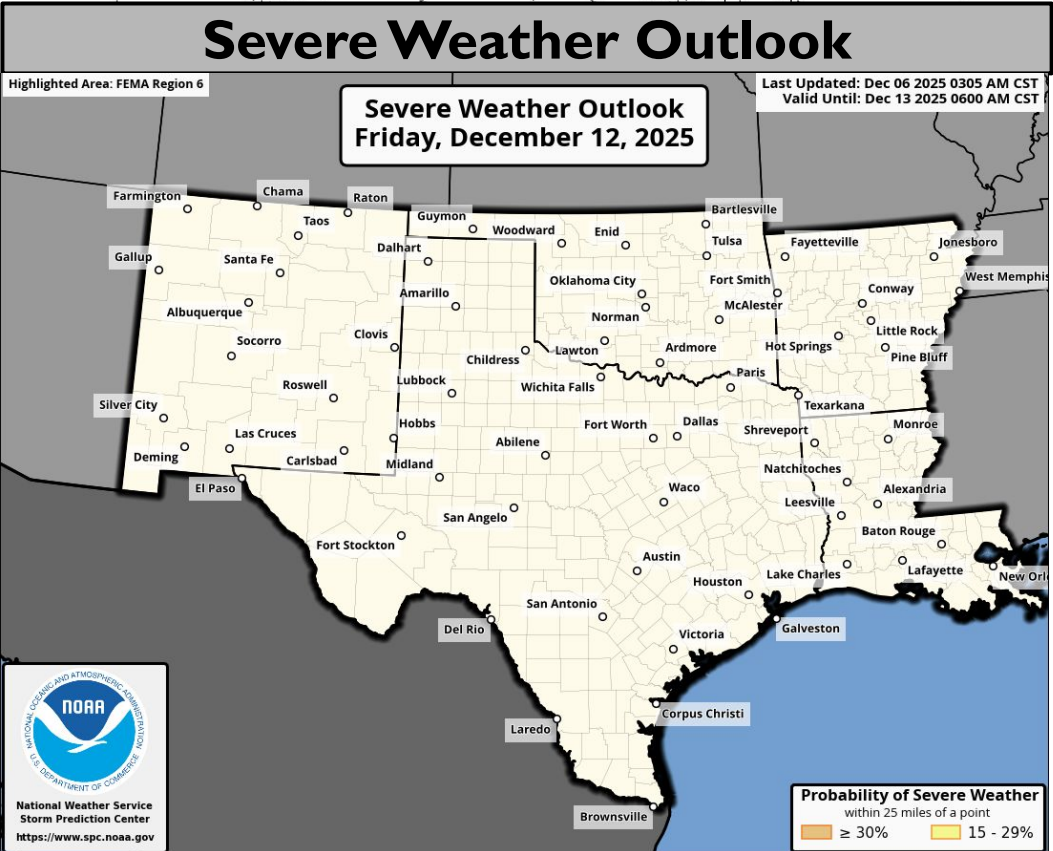 Severe Weather Outlook
Highlighted Area: FEMA Region 6
Last Updated: Dec 06 2025 0305 AM CST
Valid Until: Dec 13 2025 0600 AM CST
Severe Weather Outlook
Friday, December 12, 2025
Farmington
Chama
Raton
Taos
Guymon
Woodward
Enid
Bartlesville
Tulsa
Fayetteville
Jonesboro
Gallup
Santa Fe
Dalhart
Oklahoma City
Fort Smith
West Memphis
Albuquerque
Amarillo
Norman
McAlester
Conway
Socorro
Clovis
Childress
Lawton
Ardmore
Hot Springs
Little Rock
Pine Bluff
Roswell
Lubbock
Wichita Falls
Paris
Texarkana
Silver City
Las Cruces
Hobbs
Abilene
Fort Worth
Dallas
Shreveport
Monroe
Deming
Carlsbad
Midland
Natchitoches
El Paso
San Angelo
Waco
Leesville
Alexandria
Fort Stockton
Austin
Baton Rouge
Houston
Lake Charles
Lafayette
New Orl
Del Rio
San Antonio
Victoria
Galveston
Laredo
Corpus Christi
Brownsville
NATIONAL OCEANIC AND ATMOSPHERIC ADMINISTRATION
NOAA
U.S. DEPARTMENT OF COMMERCE
National Weather Service
Storm Prediction Center
https://www.spc.noaa.gov
Probability of Severe Weather
within 25 miles of a point
≥ 30%
15 - 29%